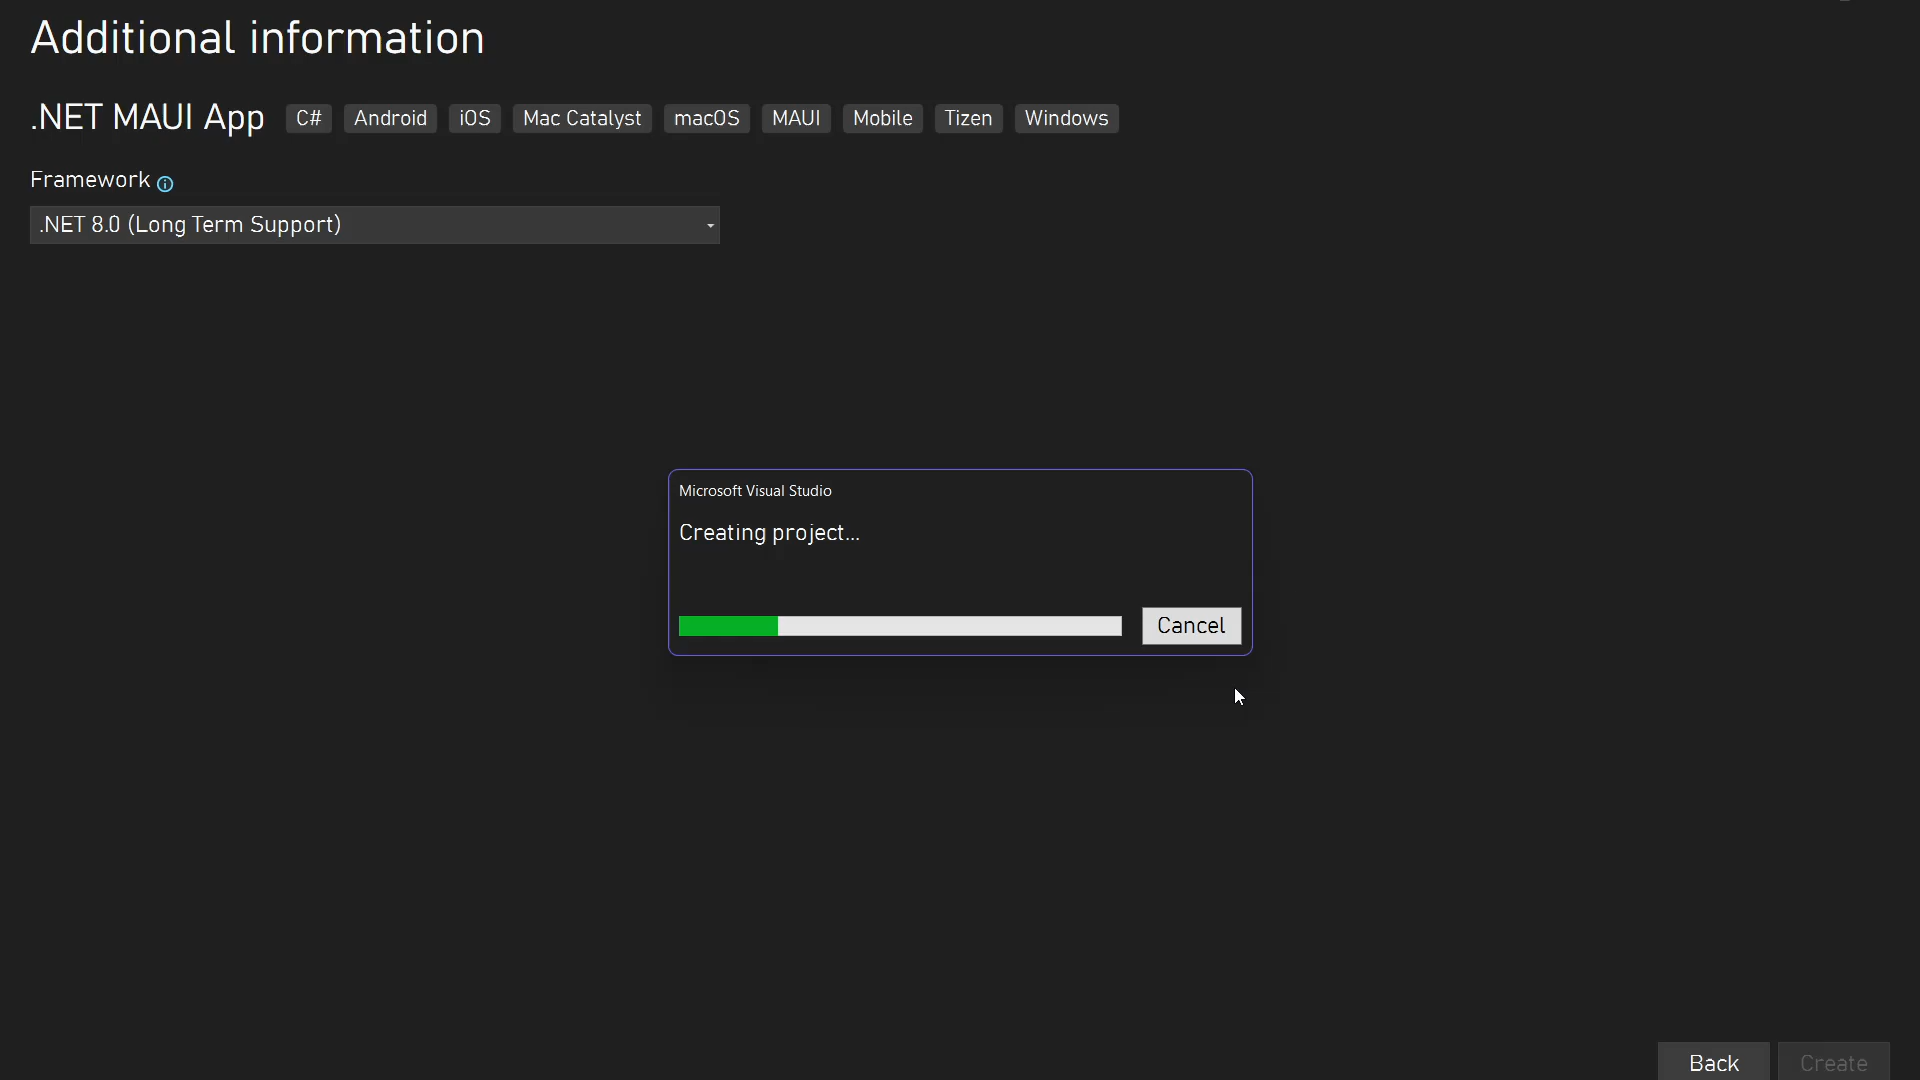 Additional information
.NET MAUI App C# Android iOS Mac Catalyst macOS MAUI Mobile Tizen Windows
Framework
.NET 8.0 (Long Term Support)
Microsoft Visual Studio
Creating project...
Cancel
Back Create